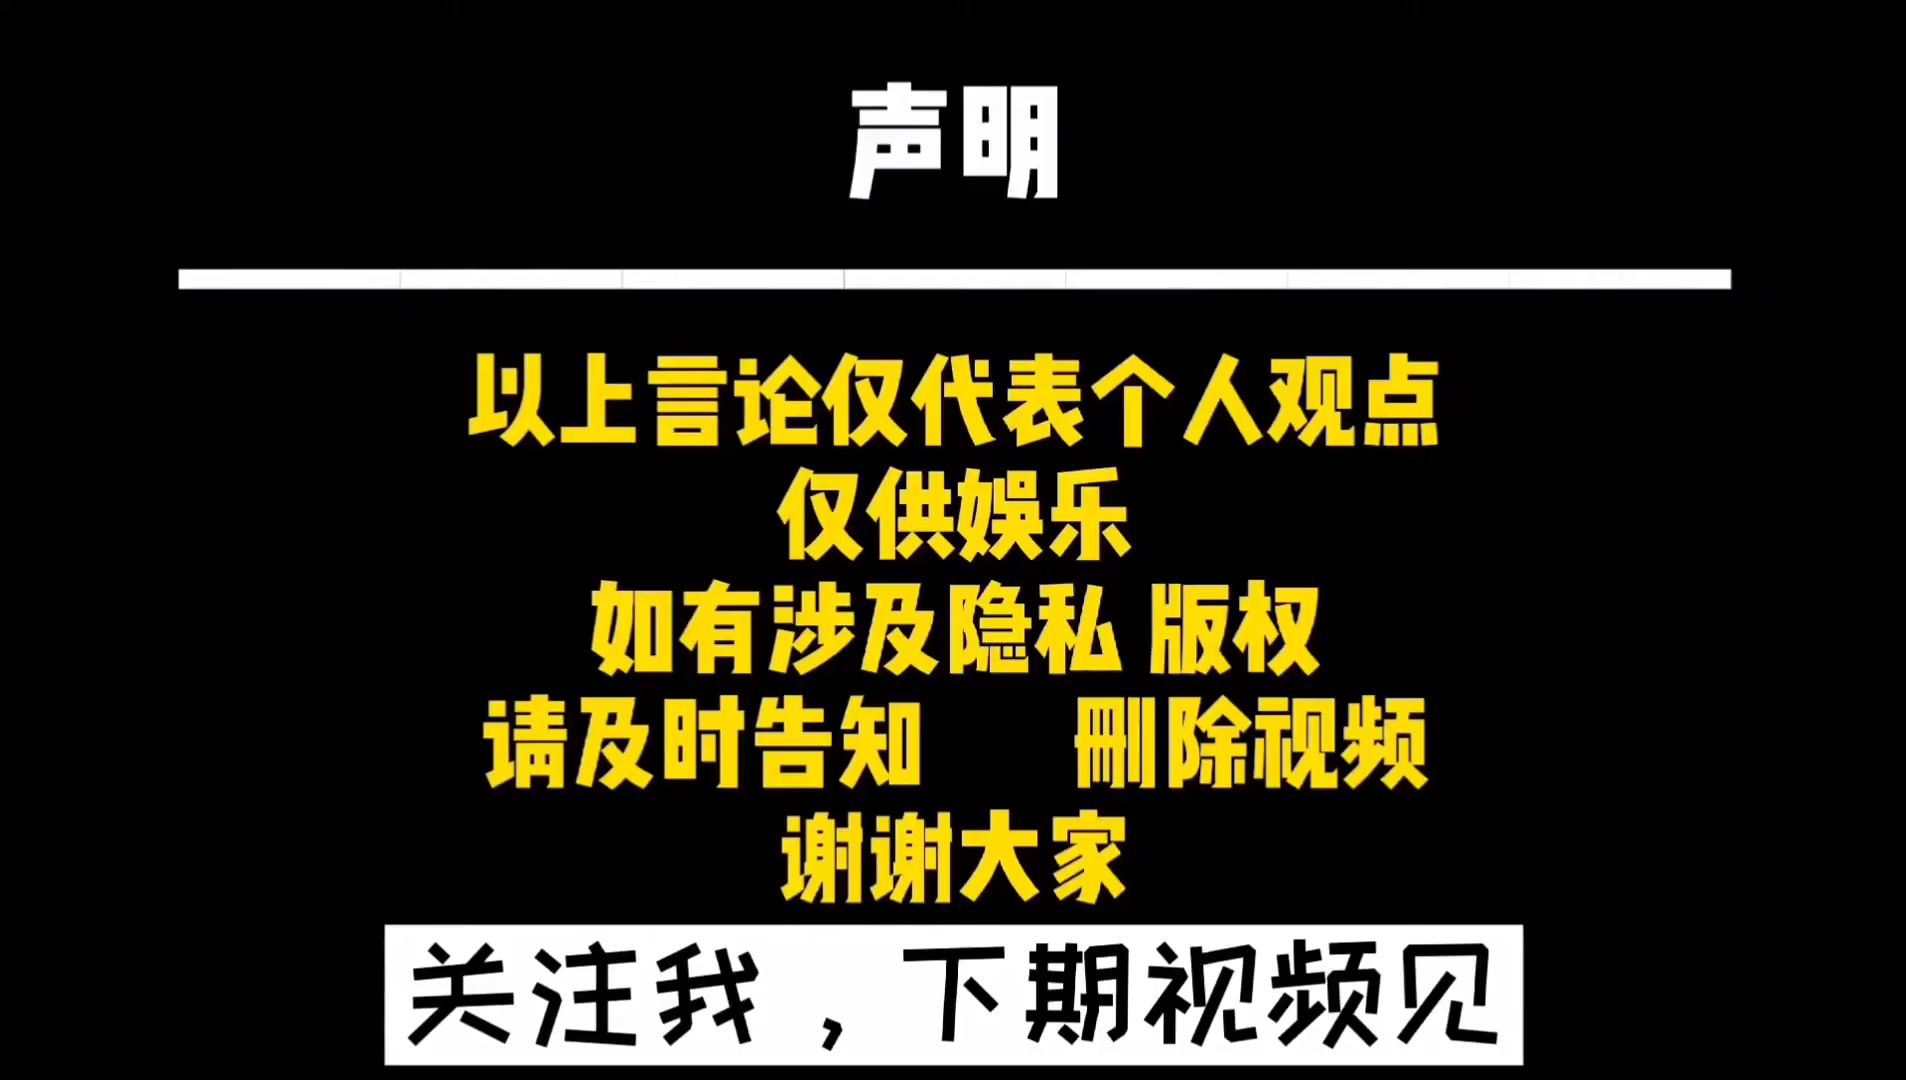 声明
以上言论仅代表个人观点
仅供娱乐
如有涉及隐私 版权
请及时告知 删除视频
谢谢大家
关注我，下期视频见